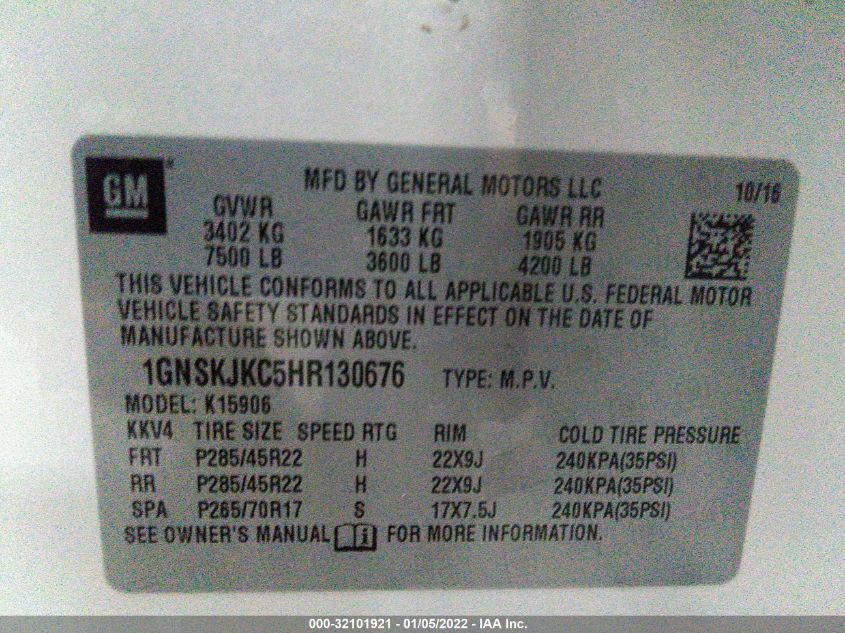 GM
MFD BY GENERAL MOTORS LLC
10/16
GVWR GAWR FRT GAWR RR
3402 KG 1633 KG 1905 KG
7500 LB 3600 LB 4200 LB
THIS VEHICLE CONFORMS TO ALL APPLICABLE U.S. FEDERAL MOTOR
VEHICLE SAFETY STANDARDS IN EFFECT ON THE DATE OF
MANUFACTURE SHOWN ABOVE.
1GNSKJKC5HR130676 TYPE: M.P.V.
MODEL: K15906
KKV4 TIRE SIZE SPEED RTG RIM COLD TIRE PRESSURE
FRT P285/45R22 H 22X9J 240KPA(35PSI)
RR P285/45R22 H 22X9J 240KPA(35PSI)
SPA P265/70R17 S 17X7.5J 240KPA(35PSI)
SEE OWNER'S MANUAL i FOR MORE INFORMATION.
000-32101921 - 01/05/2022 - IAA Inc.